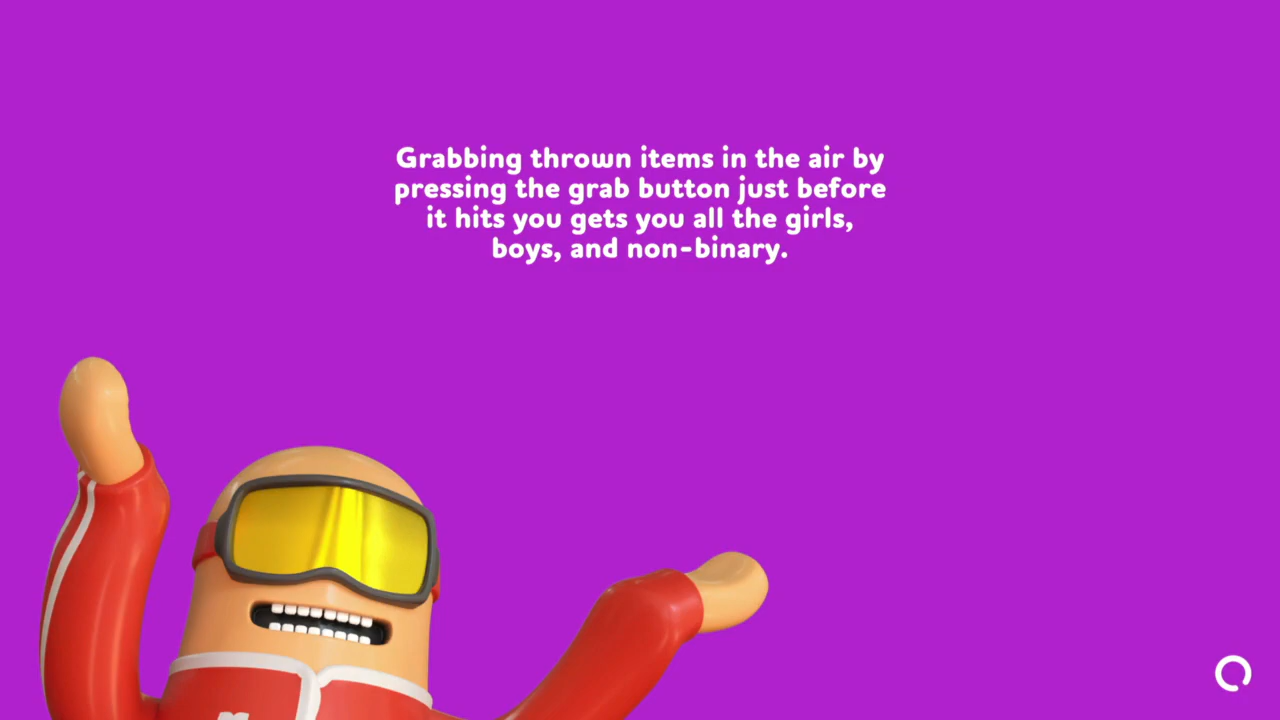 Grabbing thrown items in the air by
pressing the grab button just before
it hits you gets you all the girls,
boys, and non-binary.